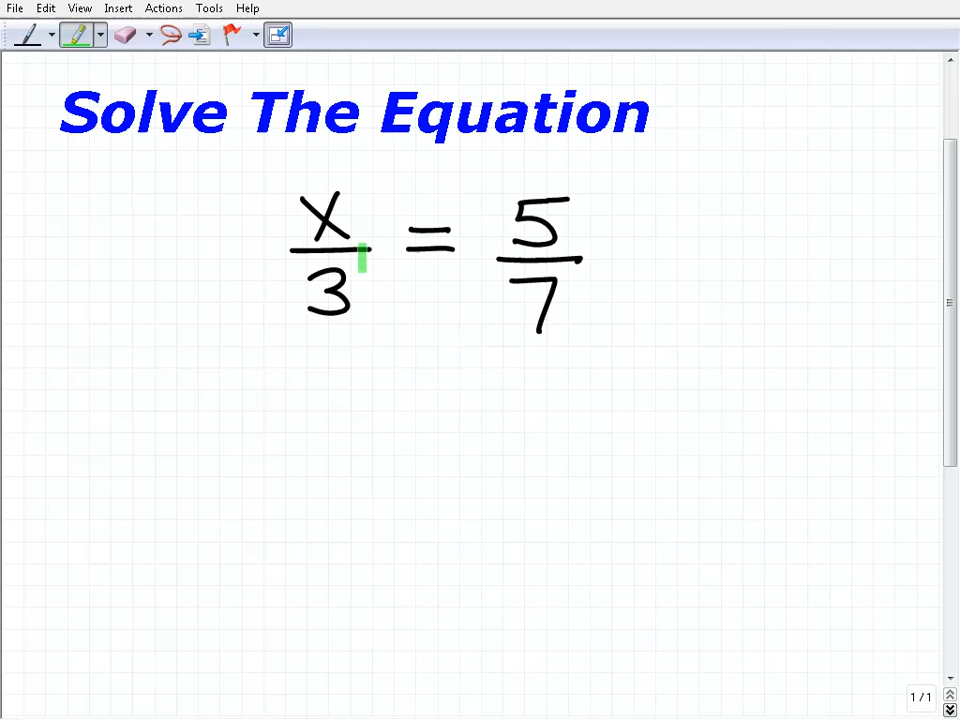 File Edit View Insert Actions Tools Help
Solve The Equation
x/3 = 5/7
1 / 1